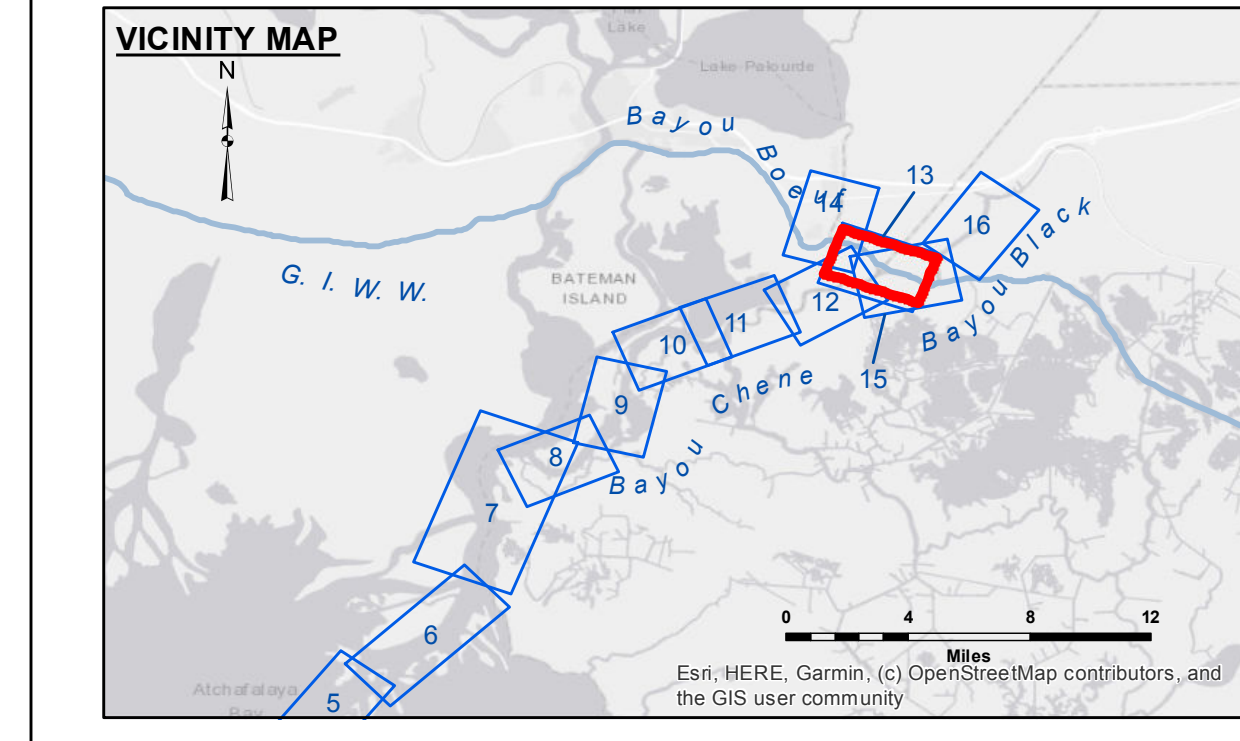 VICINITY MAP
N
Lake
Lake Palourde
Bayou
Boeuf
13
14
16
Bayou Black
G. I. W. W.
BATEMAN
ISLAND
12
11
10
15
Bayou Chene
9
8
7
6
5
Atchafalaya
Bay
0 4 8 12
Miles
Esri, HERE, Garmin, (c) OpenStreetMap contributors, and
the GIS user community